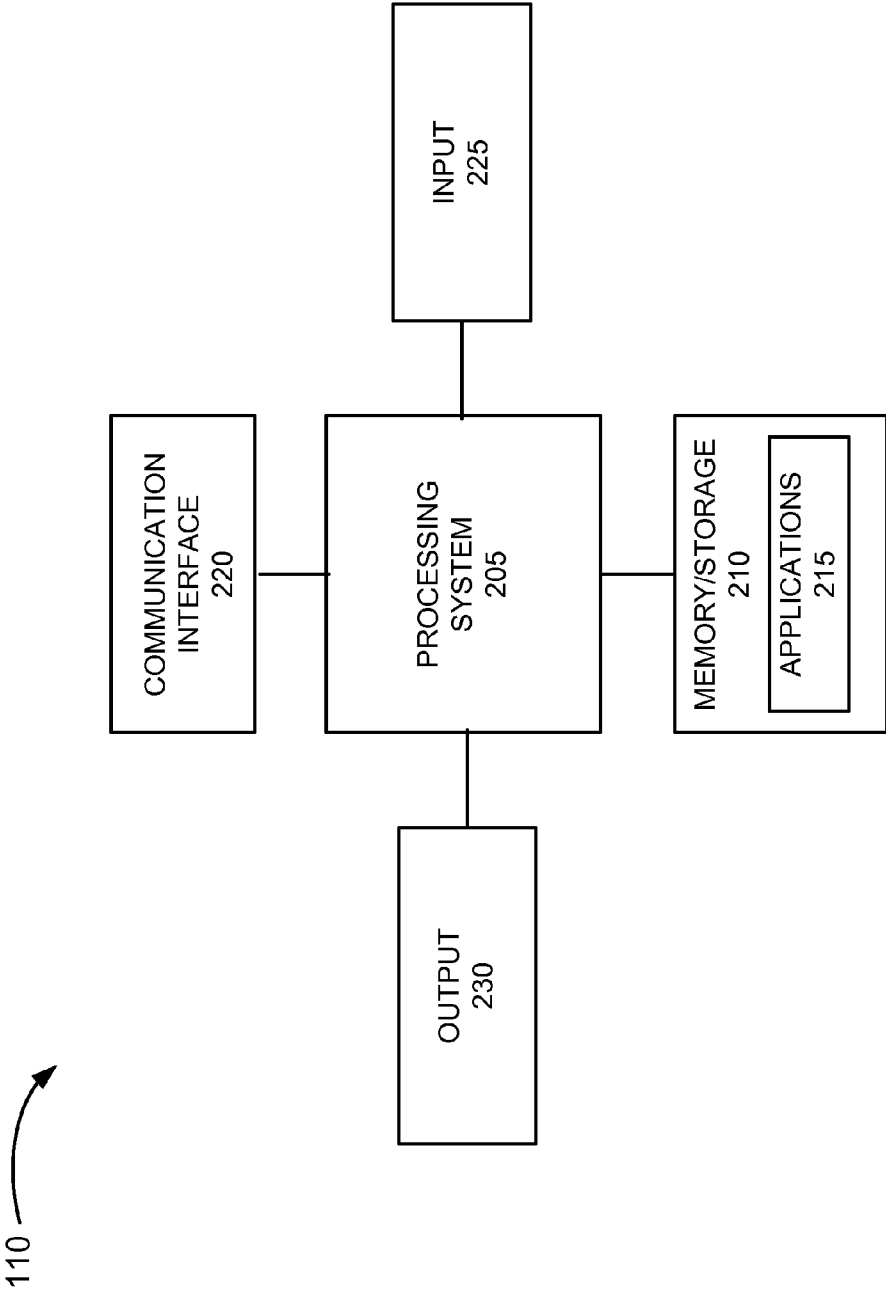 110
COMMUNICATION
INTERFACE
220
OUTPUT
230
PROCESSING
SYSTEM
205
INPUT
225
MEMORY/STORAGE
210
APPLICATIONS
215